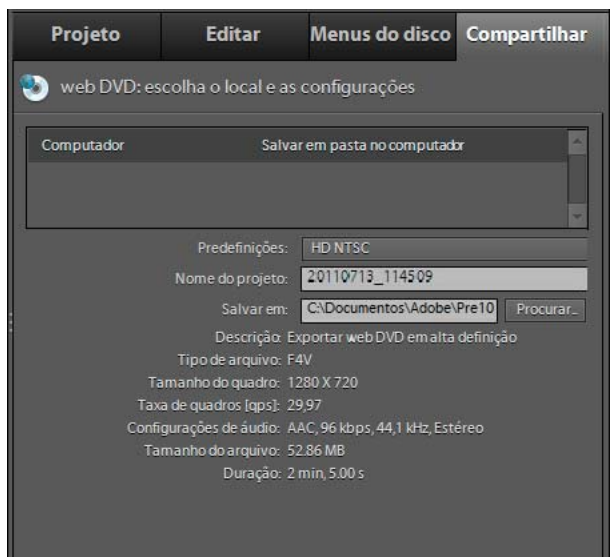 Projeto Editar Menus do disco Compartilhar
web DVD: escolha o local e as configurações
Computador Salvar em pasta no computador
Predefinições: HD NTSC
Nome do projeto: 20110713_114509
Salvar em: C:\Documentos\Adobe\Pre10 Procurar...
Descrição: Exportar web DVD em alta definição
Tipo de arquivo: F4V
Tamanho do quadro: 1280 X 720
Taxa de quadros [qps]: 29,97
Configurações de áudio: AAC, 96 kbps, 44,1 kHz, Estéreo
Tamanho do arquivo: 52.86 MB
Duração: 2 min, 5.00 s